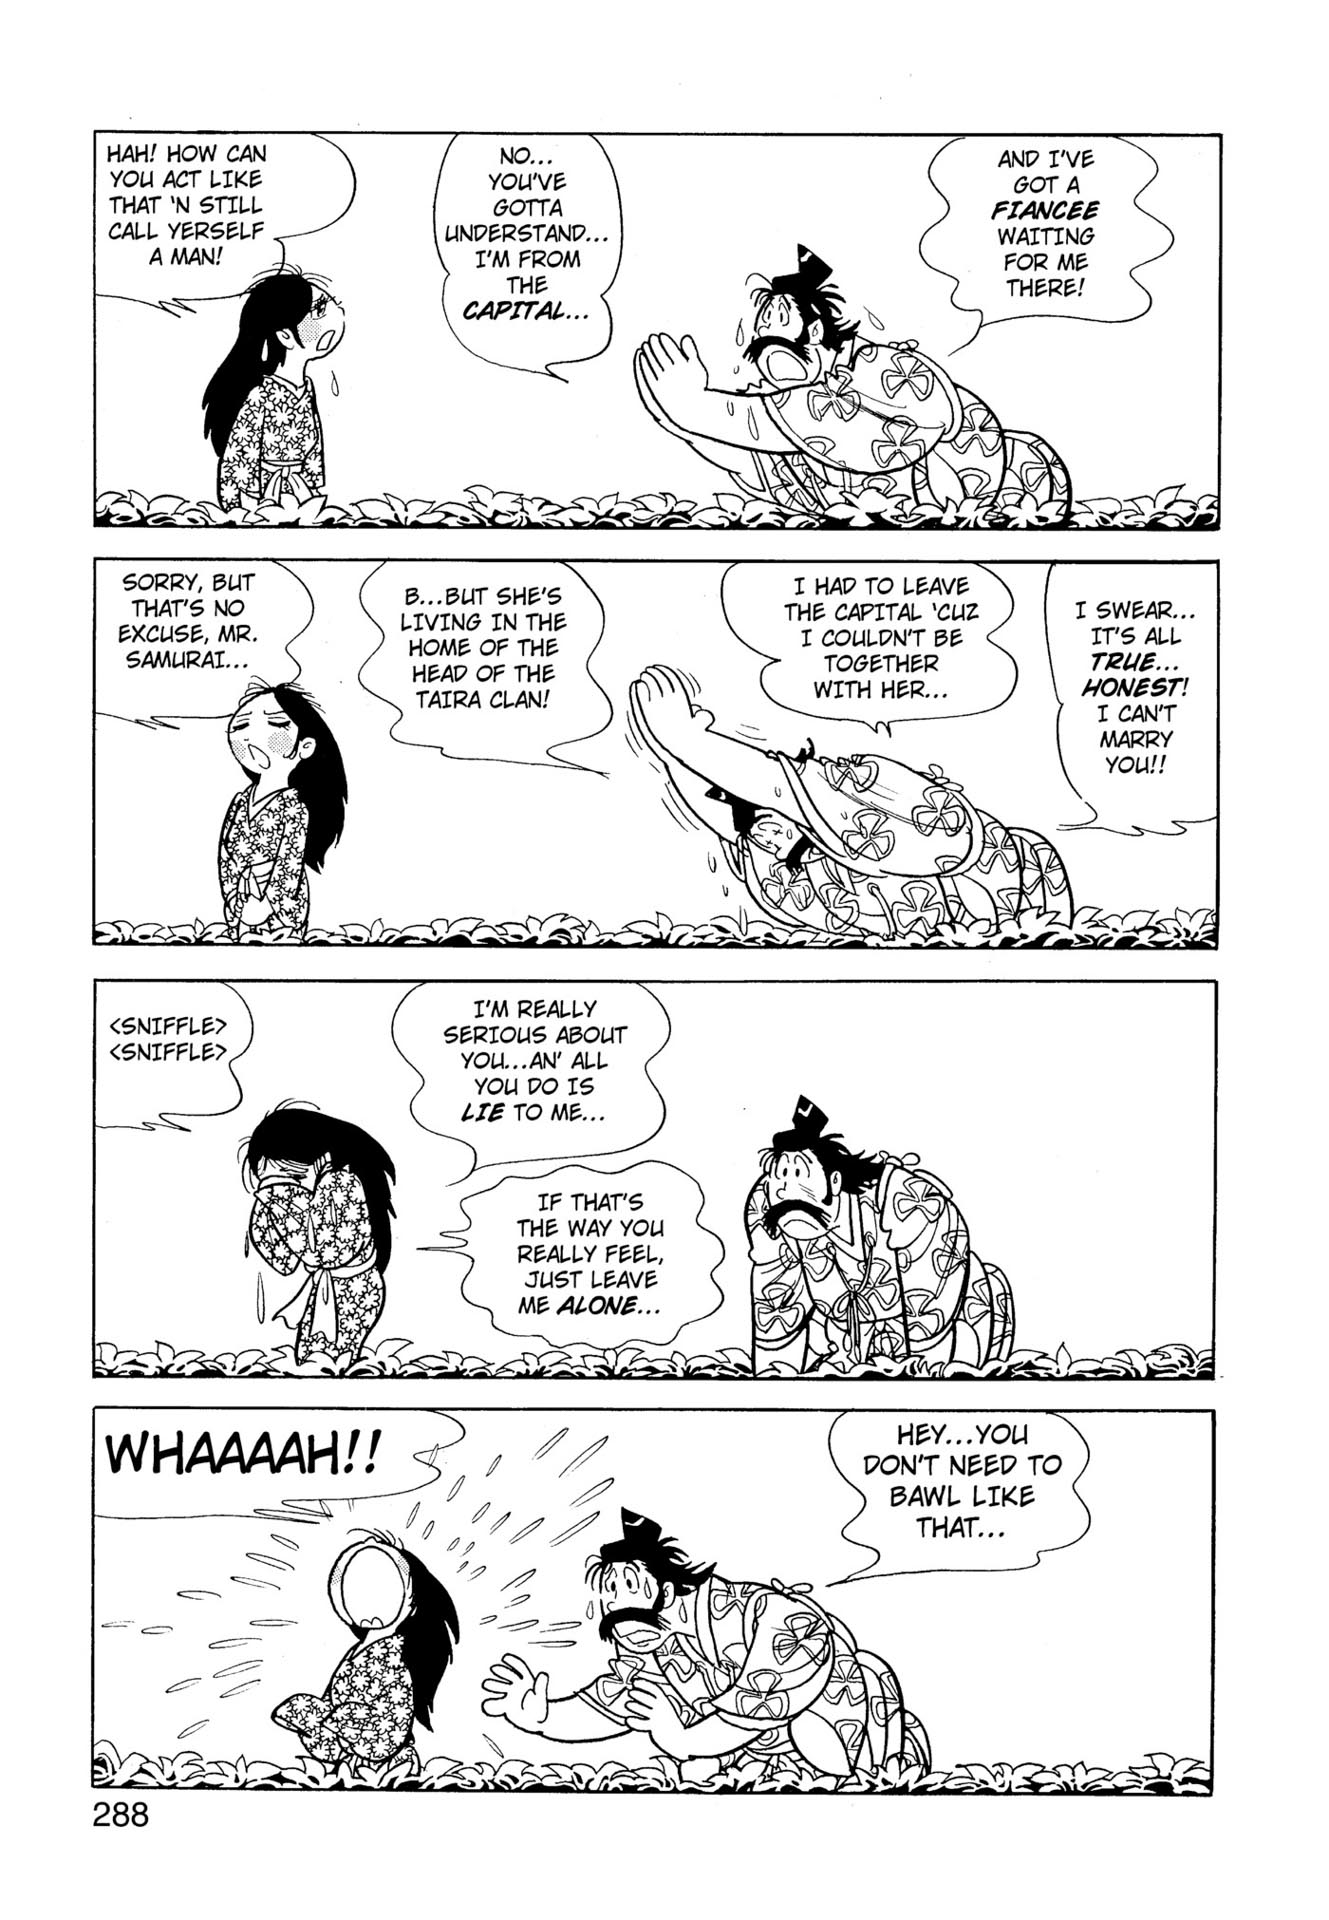 HAH! HOW CAN
YOU ACT LIKE
THAT 'N STILL
CALL YERSELF
A MAN!
NO...
YOU'VE
GOTTA
UNDERSTAND...
I'M FROM
THE
CAPITAL...
AND I'VE
GOT A
FIANCEE
WAITING
FOR ME
THERE!
SORRY, BUT
THAT'S NO
EXCUSE, MR.
SAMURAI...
B...BUT SHE'S
LIVING IN THE
HOME OF THE
HEAD OF THE
TAIRA CLAN!
I HAD TO LEAVE
THE CAPITAL 'CUZ
I COULDN'T BE
TOGETHER
WITH HER...
I SWEAR...
IT'S ALL
TRUE...
HONEST!
I CAN'T
MARRY
YOU!!
<SNIFFLE>
<SNIFFLE>
I'M REALLY
SERIOUS ABOUT
YOU...AN' ALL
YOU DO IS
LIE TO ME...
IF THAT'S
THE WAY YOU
REALLY FEEL,
JUST LEAVE
ME ALONE...
WHAAAAH!!
HEY...YOU
DON'T NEED TO
BAWL LIKE
THAT...
288